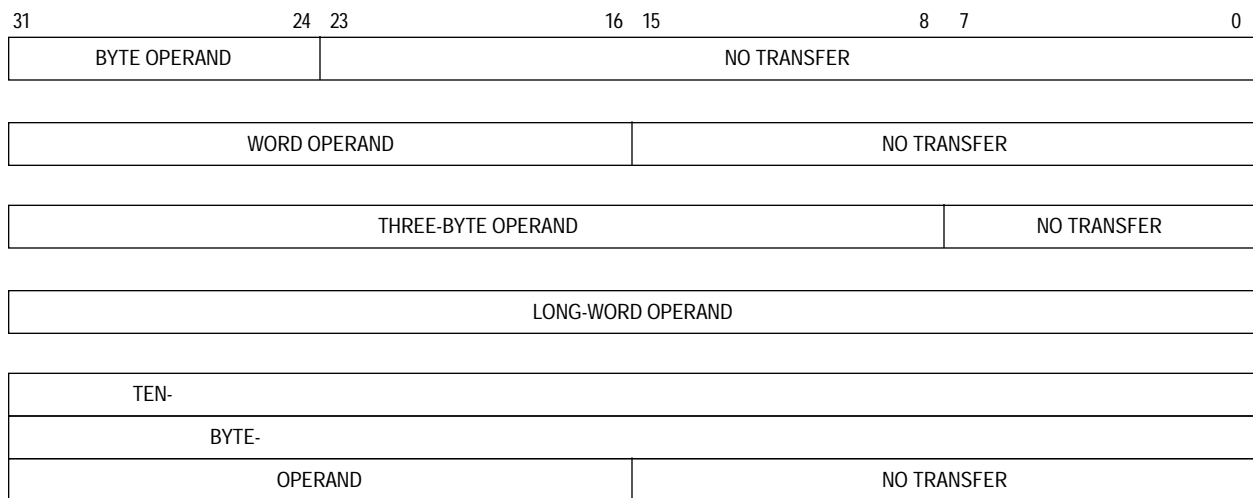 31 24 23 16 15 8 7 0
BYTE OPERAND NO TRANSFER
WORD OPERAND NO TRANSFER
THREE-BYTE OPERAND NO TRANSFER
LONG-WORD OPERAND
TEN-
BYTE-
OPERAND NO TRANSFER